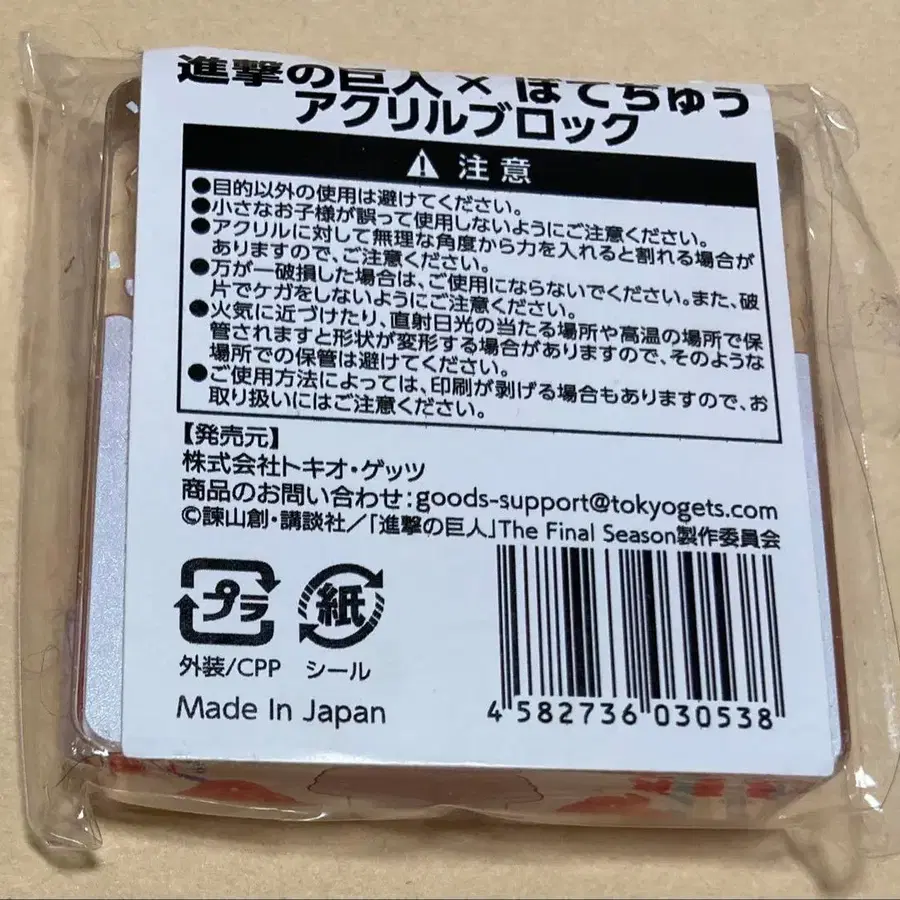 進撃の巨人×ぽてちゅう
アクリルブロック
注意
●目的以外の使用は避けてください。
●小さなお子様が誤って使用しないようにご注意ください。
●アクリルに対して無理な角度から力を入れると割れる場合が
ありますので、ご注意ください。
●万が一破損した場合は、ご使用にならないでください。また、破
片でケガをしないようにご注意ください。
●火気に近づけたり、直射日光の当たる場所や高温の場所で保
管されますと形状が変形する場合がありますので、そのような
場所での保管は避けてください。
●ご使用方法によっては、印刷が剥げる場合もありますので、お
取り扱いにはご注意ください。
【発売元】
株式会社トキオ・ゲッツ
商品のお問い合わせ:goods-support@tokyogets.com
©諫山創・講談社／「進撃の巨人」The Final Season製作委員会
プラ 紙
外装/CPP シール
Made In Japan
4 582736 030538